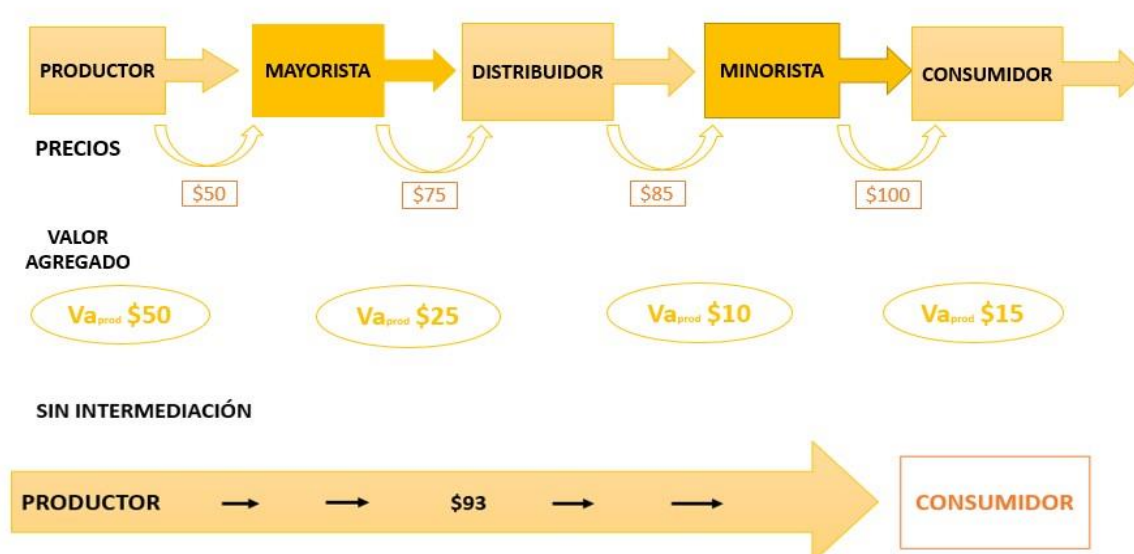 PRODUCTOR MAYORISTA DISTRIBUIDOR MINORISTA CONSUMIDOR
PRECIOS
$50 $75 $85 $100
VALOR
AGREGADO
Vaprod $50 Vaprod $25 Vaprod $10 Vaprod $15
SIN INTERMEDIACIÓN
PRODUCTOR $93 CONSUMIDOR